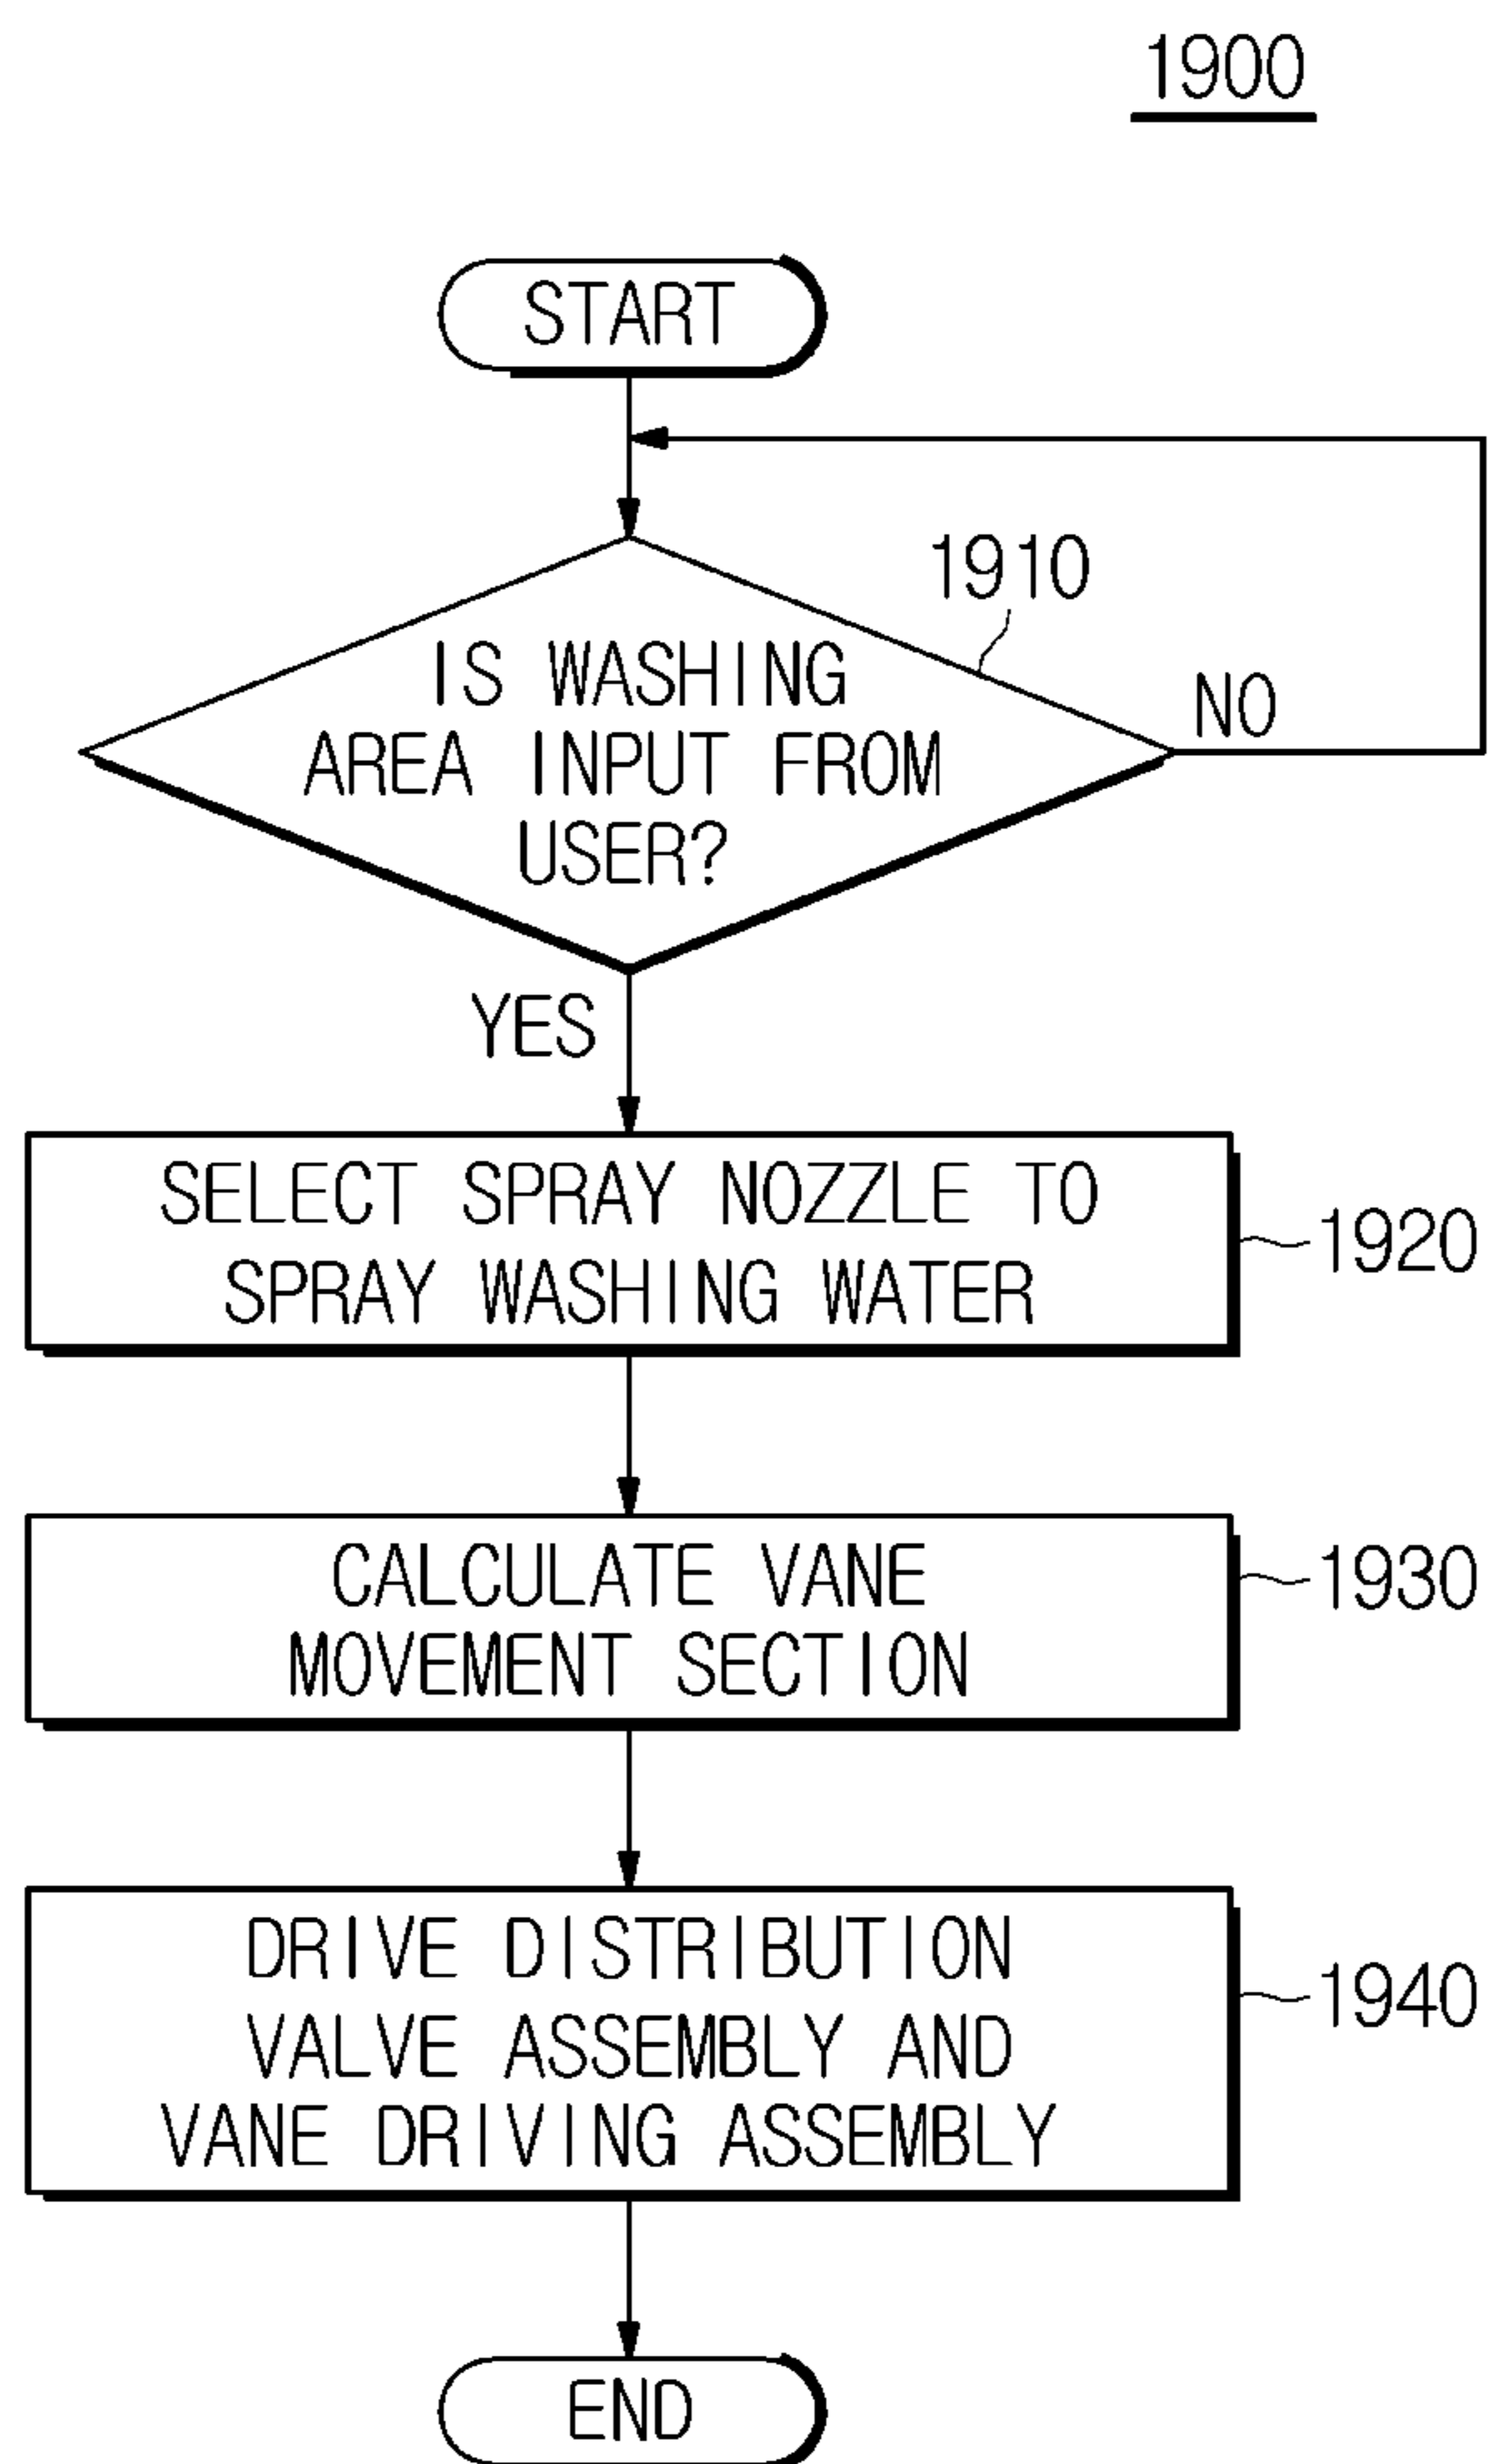 1900
START
1910
IS WASHING
AREA INPUT FROM
USER?
NO
YES
SELECT SPRAY NOZZLE TO
SPRAY WASHING WATER
1920
CALCULATE VANE
MOVEMENT SECTION
1930
DRIVE DISTRIBUTION
VALVE ASSEMBLY AND
VANE DRIVING ASSEMBLY
1940
END